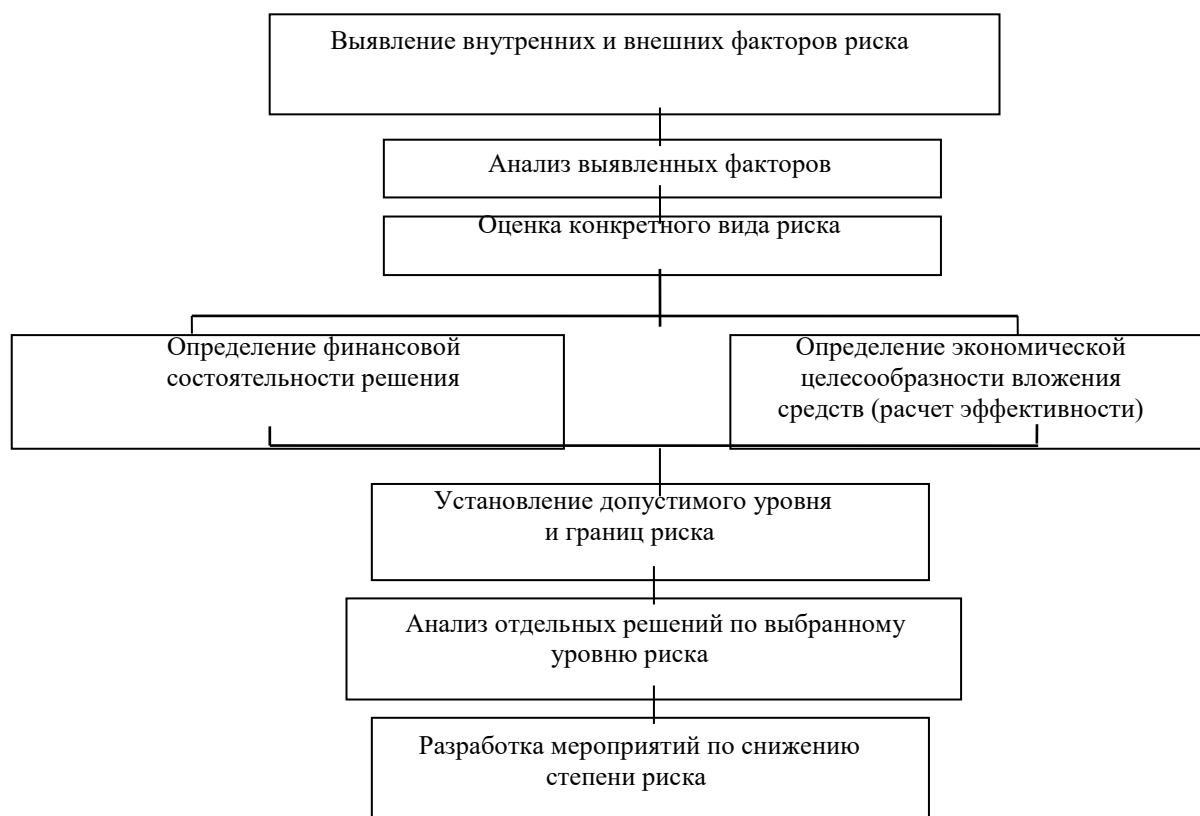 Выявление внутренних и внешних факторов риска
Анализ выявленных факторов
Оценка конкретного вида риска
Определение финансовой
состоятельности решения
Определение экономической
целесообразности вложения
средств (расчет эффективности)
Установление допустимого уровня
и границ риска
Анализ отдельных решений по выбранному
уровню риска
Разработка мероприятий по снижению
степени риска